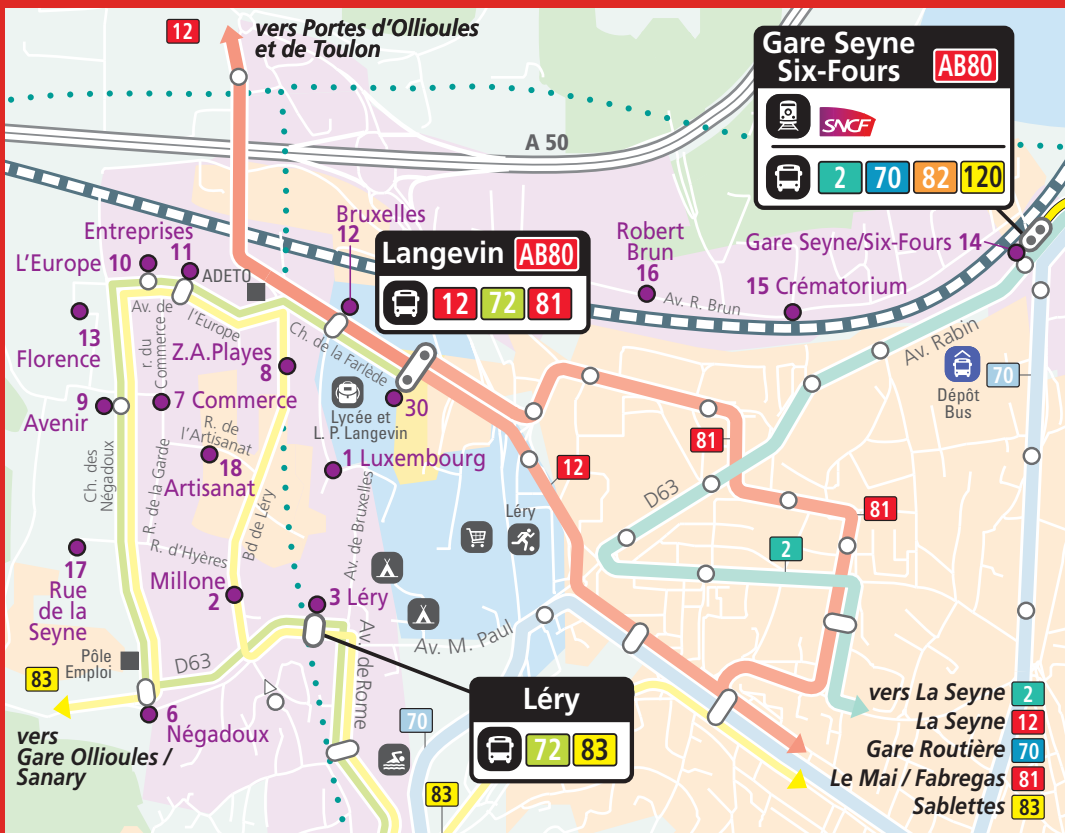 12
vers Portes d'Ollioules
et de Toulon
A 50
Gare Seyne
Six-Fours
AB80
SNCF
2 70 82 120
Entreprises
11
L'Europe 10
ADETO
Bruxelles
12
Langevin AB80
12 72 81
Robert
Brun
16
Av. R. Brun
Gare Seyne/Six-Fours 14
15 Crématorium
13
Florence
Av. de
l'Europe
r. du
Commerce
Ch. de la Farlède
Z.A.Playes
8
9
Avenir
7 Commerce
R. de
l'Artisanat
18
Artisanat
Lycée et
L. P. Langevin
30
1 Luxembourg
Av. Rabin
Dépôt
Bus
70
81
12
D63
81
2
Ch. des
Négadoux
R. de la Garde
R. d'Hyères
Bd de Léry
Av. de Bruxelles
Léry
17
Rue
de la
Seyne
Millone
2
3 Léry
Av. M. Paul
Pôle
Emploi
D63
83
Av. de Rome
6
Négadoux
vers
Gare Ollioules /
Sanary
70
83
Léry
72 83
vers La Seyne 2
La Seyne 12
Gare Routière 70
Le Mai / Fabregas 81
Sablettes 83